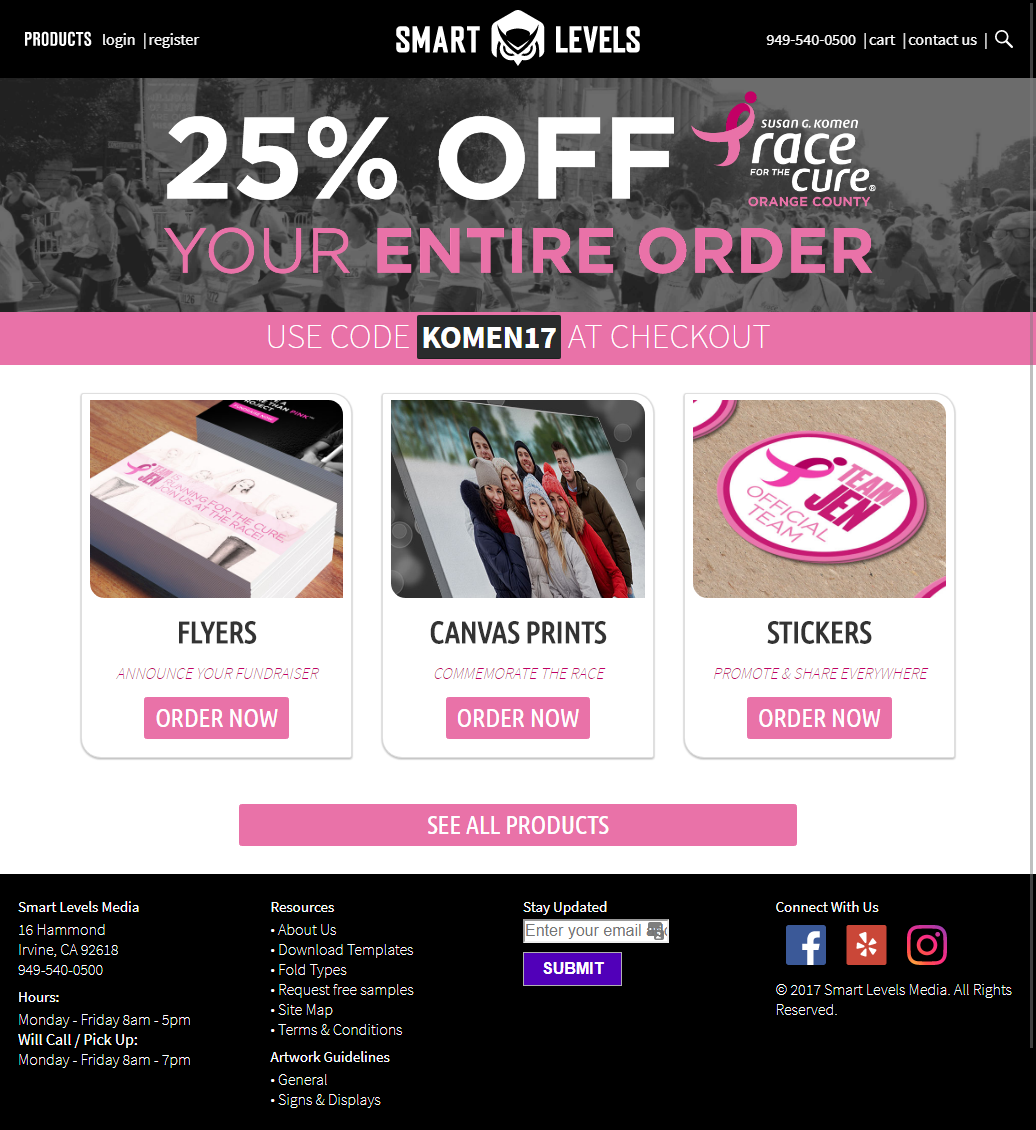 PRODUCTS login | register
SMART LEVELS
949-540-0500 | cart | contact us |
25% OFF
SUSAN G. KOMEN
race
FOR THE
cure®
ORANGE COUNTY
YOUR ENTIRE ORDER
USE CODE KOMEN17 AT CHECKOUT
PROJECT
THAN PINK™
TEAM
JEN
RUNNING FOR THE CURE
JOIN US AT THE RACE!
TEAM
JEN
OFFICIAL
TEAM
FLYERS
CANVAS PRINTS
STICKERS
ANNOUNCE YOUR FUNDRAISER
COMMEMORATE THE RACE
PROMOTE & SHARE EVERYWHERE
ORDER NOW
ORDER NOW
ORDER NOW
SEE ALL PRODUCTS
Smart Levels Media
16 Hammond
Irvine, CA 92618
949-540-0500
Hours:
Monday - Friday 8am - 5pm
Will Call / Pick Up:
Monday - Friday 8am - 7pm
Resources
• About Us
• Download Templates
• Fold Types
• Request free samples
• Site Map
• Terms & Conditions
Artwork Guidelines
• General
• Signs & Displays
Stay Updated
Enter your email
SUBMIT
Connect With Us
© 2017 Smart Levels Media. All Rights
Reserved.